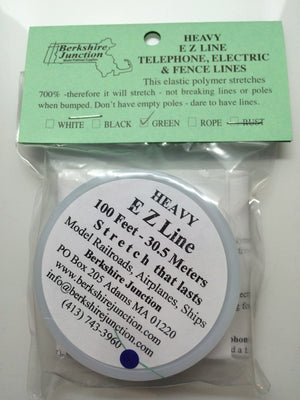 Berkshire
Junction
HEAVY
E Z LINE
TELEPHONE, ELECTRIC
& FENCE LINES
This elastic polymer stretches
700% -therefore it will stretch - not breaking lines or poles
when bumped. Don't have empty poles - dare to have lines.
WHITE BLACK GREEN ROPE RUST
HEAVY
E Z Line
100 Feet - 30.5 Meters
Stretch that lasts
Model Railroads, Airplanes, Ships
Berkshire Junction
PO Box 205 Adams MA 01220
www.berkshirejunction.com
info@berkshirejunction.com
(413) 743-3960